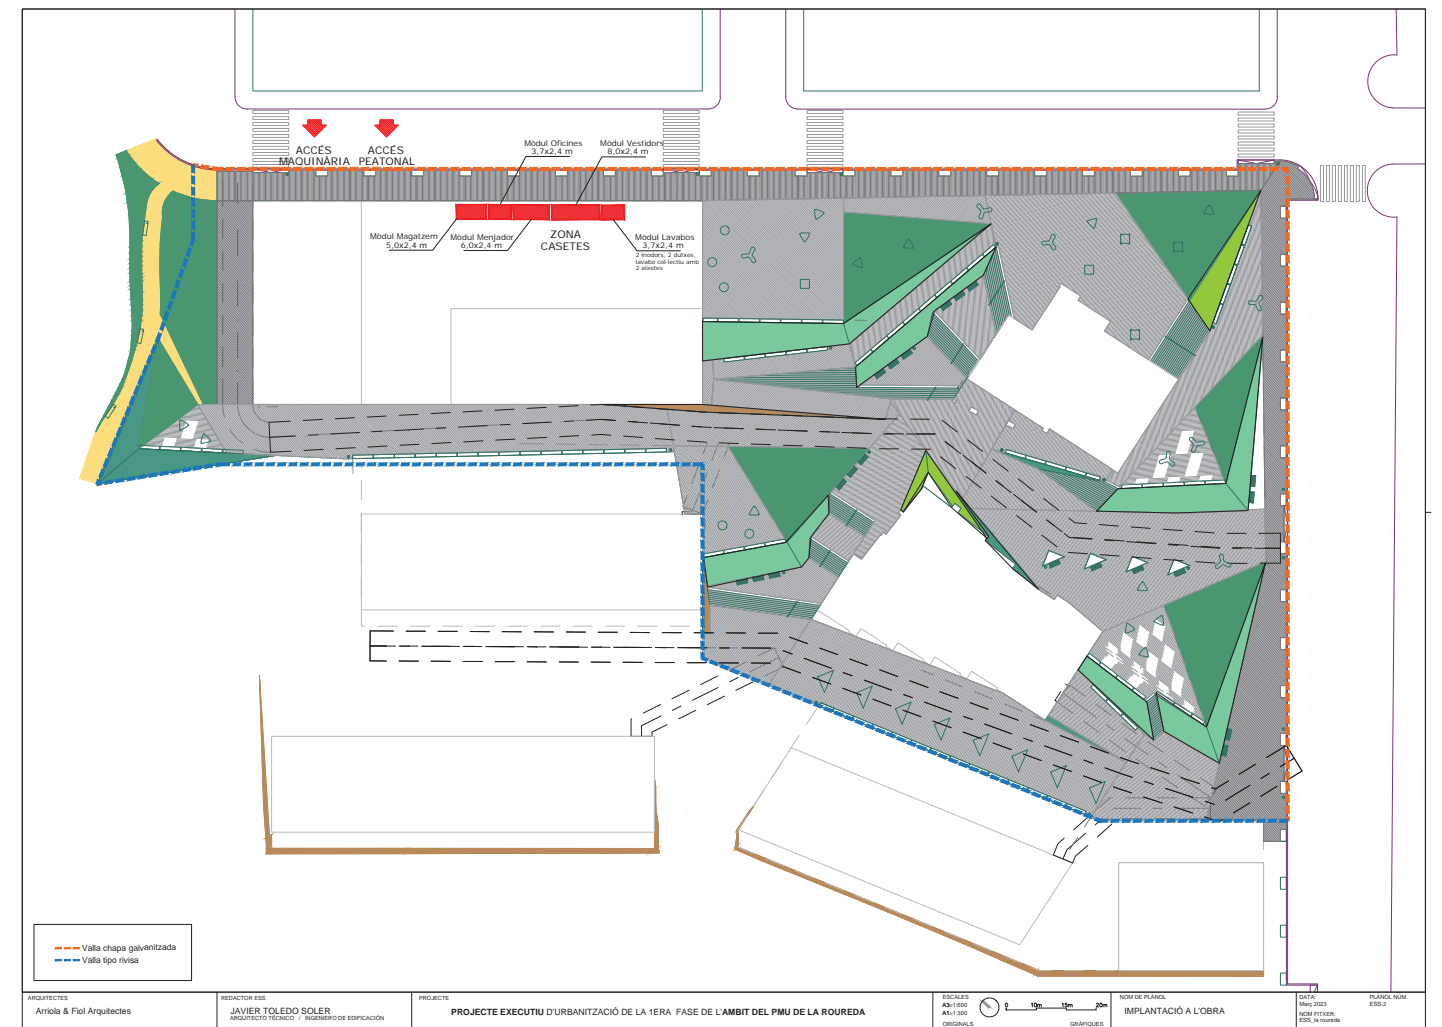 ACCÉS
MAQUINÀRIA
ACCÉS
PEATONAL
Mòdul Oficines
3,7x2,4 m
Mòdul Vestidors
8,0x2,4 m
Mòdul Magatzem
5,0x2,4 m
Mòdul Menjador
6,0x2,4 m
ZONA
CASETES
Mòdul Lavabos
3,7x2,4 m
2 inodors, 2 dutxes,
lavabo col·lectiu amb
2 aixetes
Valla chapa galvanitzada
Valla tipo rivisa
ARQUITECTES
Arriola & Fiol Arquitectes
REDACTOR ESS
JAVIER TOLEDO SOLER
ARQUITECTO TÉCNICO / INGENIERO DE EDIFICACIÓN
PROJECTE
PROJECTE EXECUTIU D'URBANITZACIÓ DE LA 1ERA FASE DE L'AMBIT DEL PMU DE LA ROUREDA
ESCALES
A3=1:600
A1=1:300
ORIGINALS
0 10m 15m 20m
GRÀFIQUES
NOM DE PLÀNOL
IMPLANTACIÓ A L'OBRA
DATA:
Març 2023
NOM FITXER:
ESS_la roureda
PLÀNOL NÚM.
ESS.2